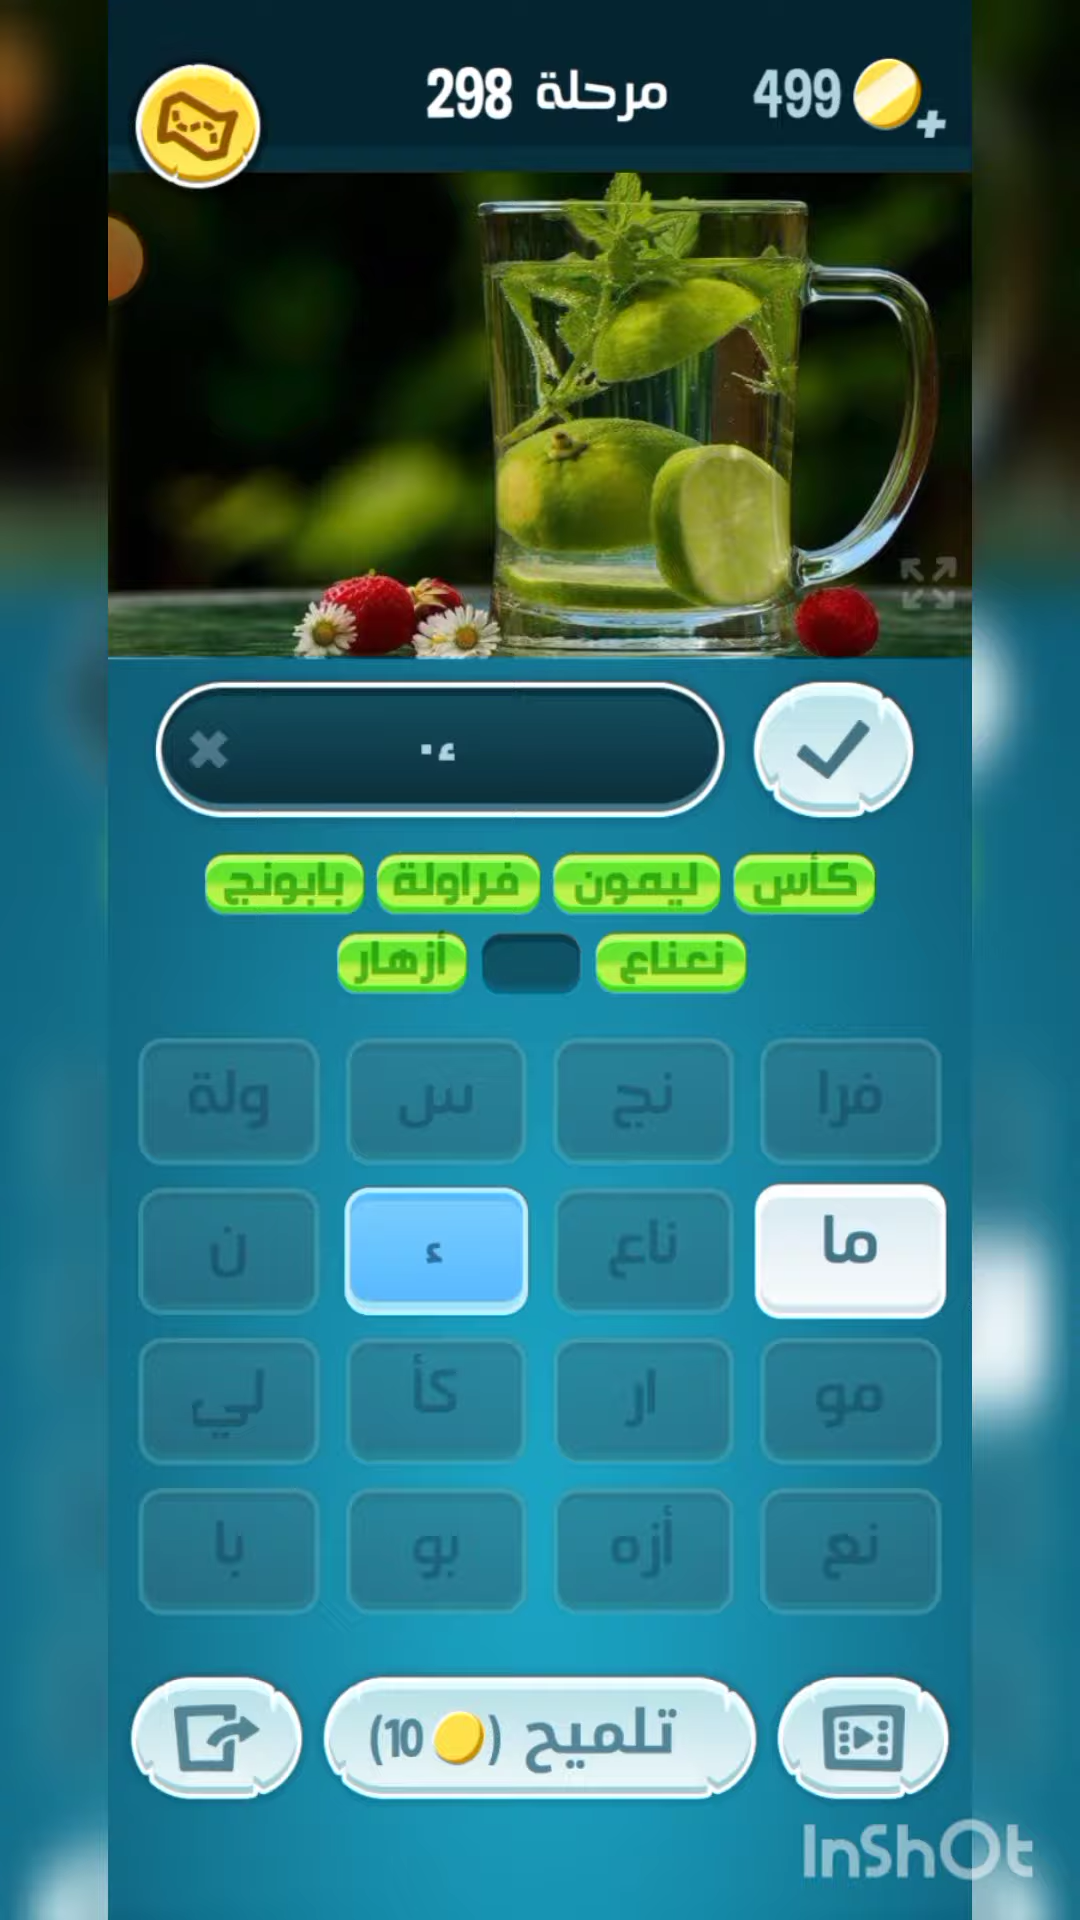 مرحلة 298
499
ء
كأس ليمون فراولة بابونج
نعناع أزهار
فرا نج س ولة
ما ناع ء ن
مو ار كأ لي
نع أزه بو با
تلميح (10)
InShOt